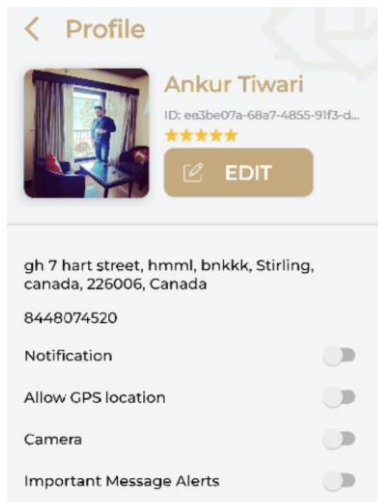 Profile
Ankur Tiwari
ID: ee3be07a-68a7-4855-91f3-d...
EDIT
gh 7 hart street, hmml, bnkkk, Stirling,
canada, 226006, Canada
8448074520
Notification
Allow GPS location
Camera
Important Message Alerts